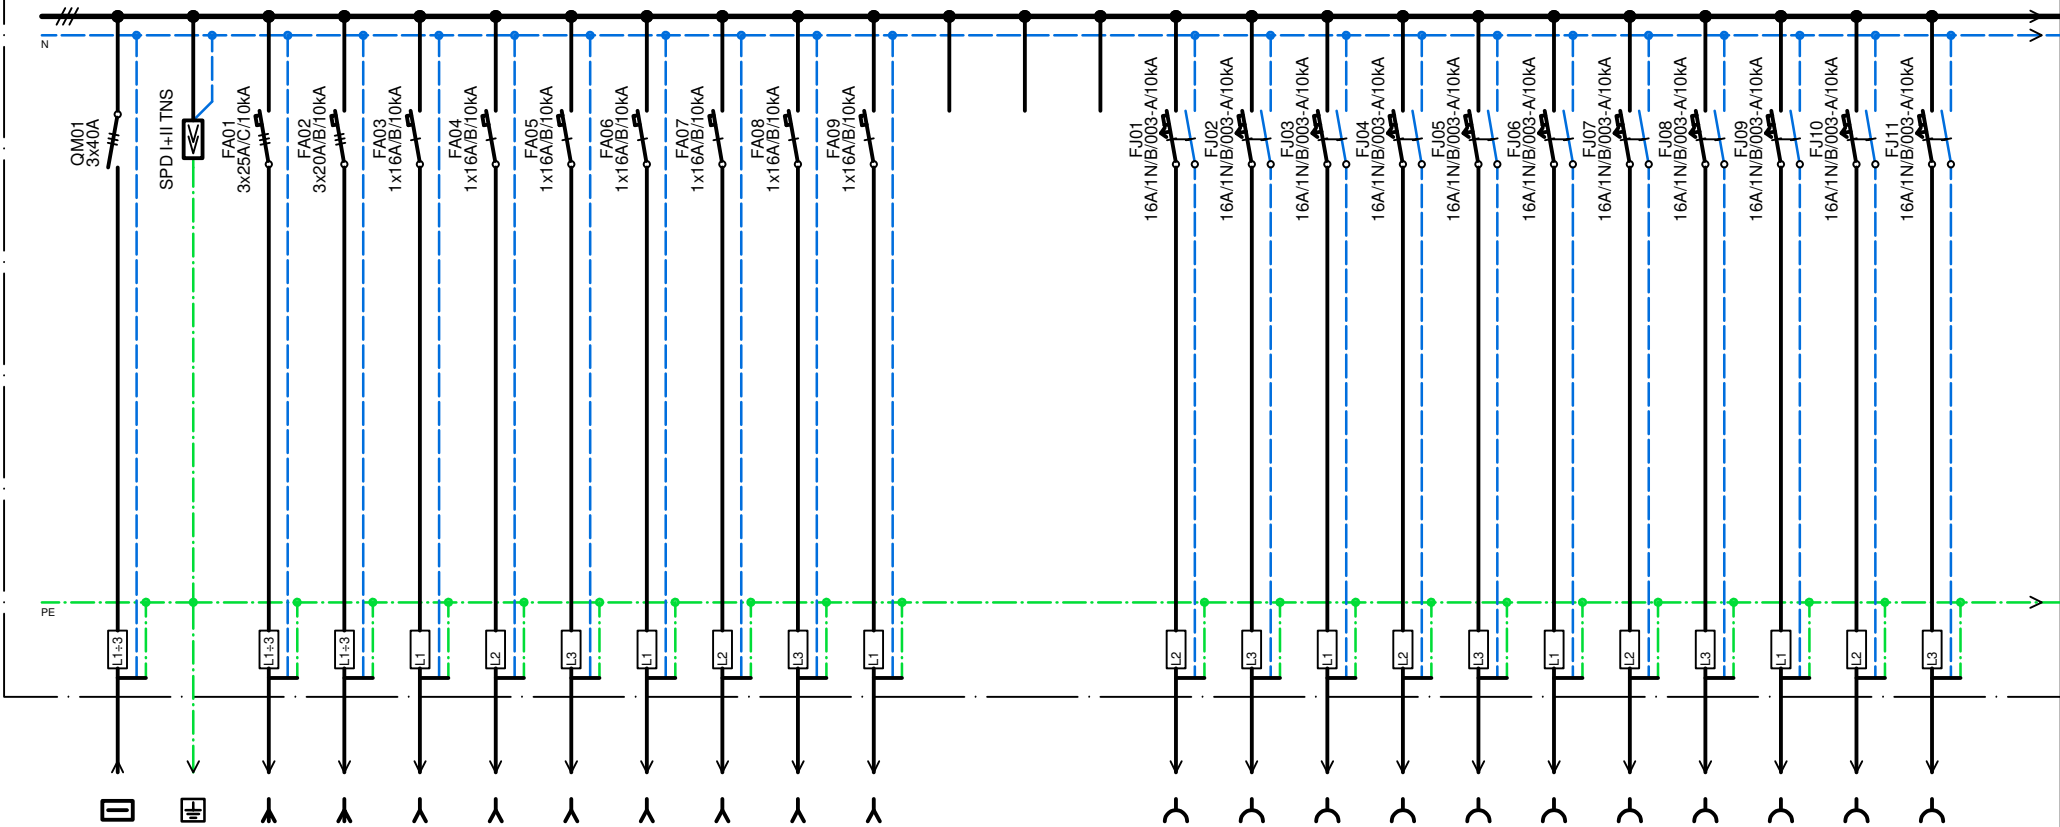 N
QM01
3x40A
SPD I+II TNS
FA01
3x25A/C/10kA
FA02
3x20A/B/10kA
FA03
1x16A/B/10kA
FA04
1x16A/B/10kA
FA05
1x16A/B/10kA
FA06
1x16A/B/10kA
FA07
1x16A/B/10kA
FA08
1x16A/B/10kA
FA09
1x16A/B/10kA
FJ01
16A/1N/B/003-A/10kA
FJ02
16A/1N/B/003-A/10kA
FJ03
16A/1N/B/003-A/10kA
FJ04
16A/1N/B/003-A/10kA
FJ05
16A/1N/B/003-A/10kA
FJ06
16A/1N/B/003-A/10kA
FJ07
16A/1N/B/003-A/10kA
FJ08
16A/1N/B/003-A/10kA
FJ09
16A/1N/B/003-A/10kA
FJ10
16A/1N/B/003-A/10kA
FJ11
16A/1N/B/003-A/10kA
PE
L1÷3
L1÷3
L1÷3
L1
L2
L3
L1
L2
L3
L1
L2
L3
L1
L2
L3
L1
L2
L3
L1
L2
L3